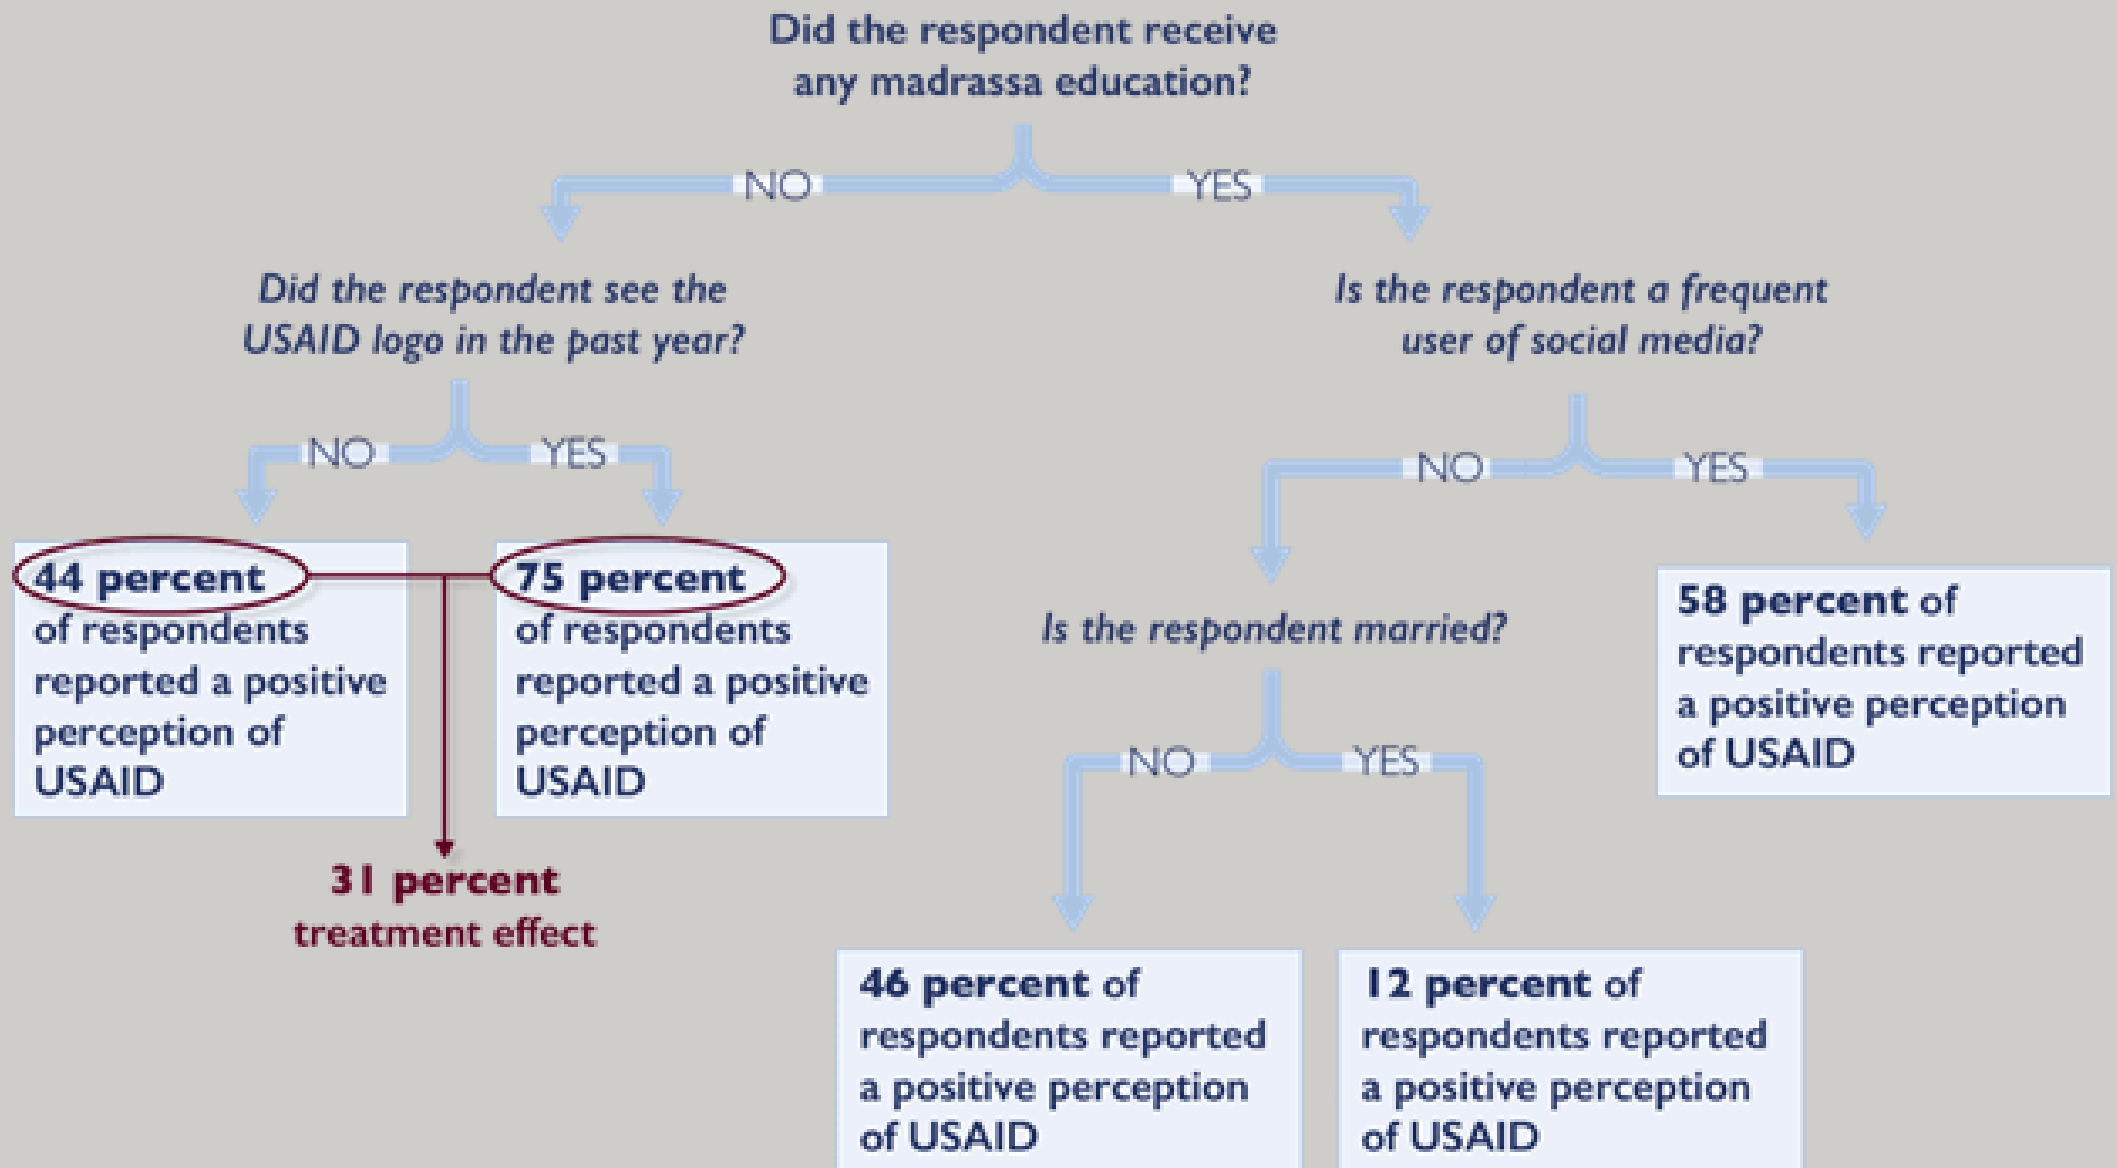 Did the respondent receive
any madrassa education?
NO
YES
Did the respondent see the
USAID logo in the past year?
Is the respondent a frequent
user of social media?
NO
YES
NO
YES
44 percent
of respondents
reported a positive
perception of
USAID
75 percent
of respondents
reported a positive
perception of
USAID
31 percent
treatment effect
Is the respondent married?
58 percent of
respondents reported
a positive perception
of USAID
NO
YES
46 percent of
respondents reported
a positive perception
of USAID
12 percent of
respondents reported
a positive perception
of USAID